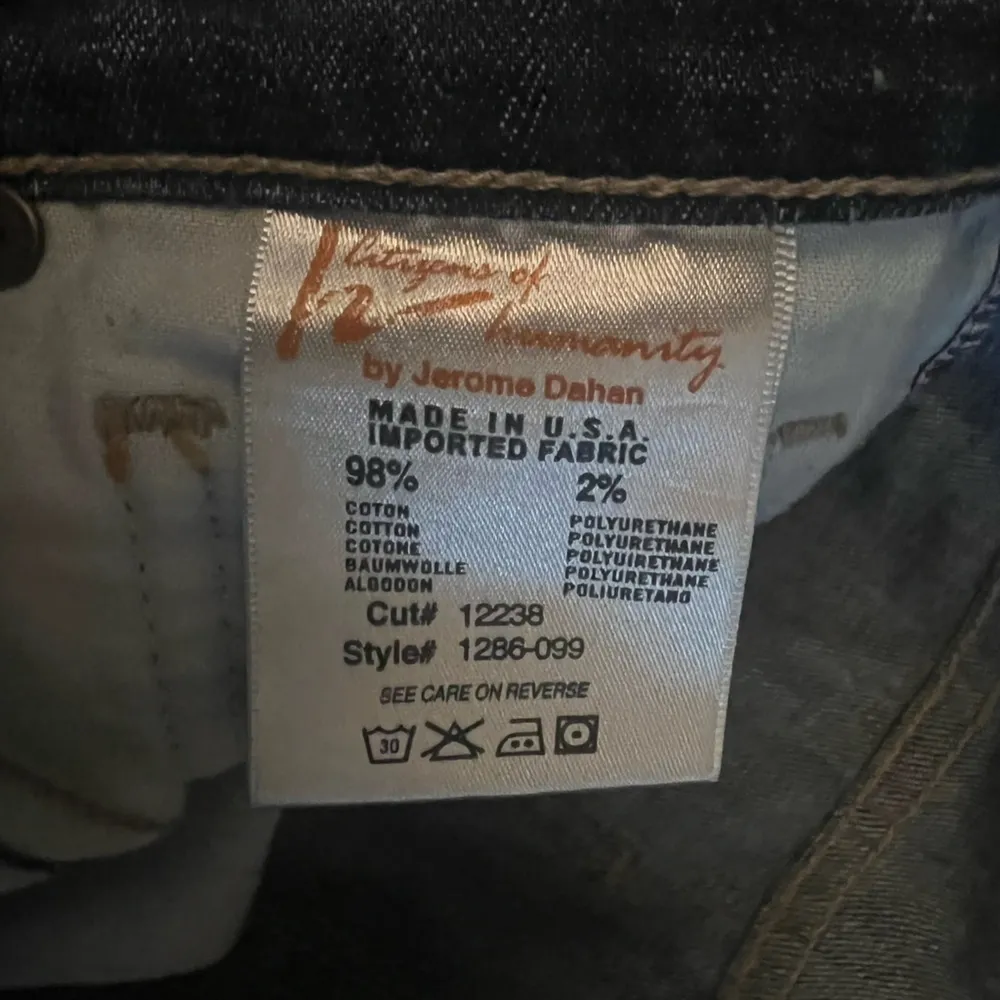 Citizens of
humanity
by Jerome Dahan
MADE IN U.S.A.
IMPORTED FABRIC
98% 2%
COTON POLYURETHANE
COTTON POLYURETHANE
COTONE POLYUIRETHANE
BAUMWOLLE POLYURETHANE
ALGODON POLIURETANO
Cut# 12238
Style# 1286-099
SEE CARE ON REVERSE
30